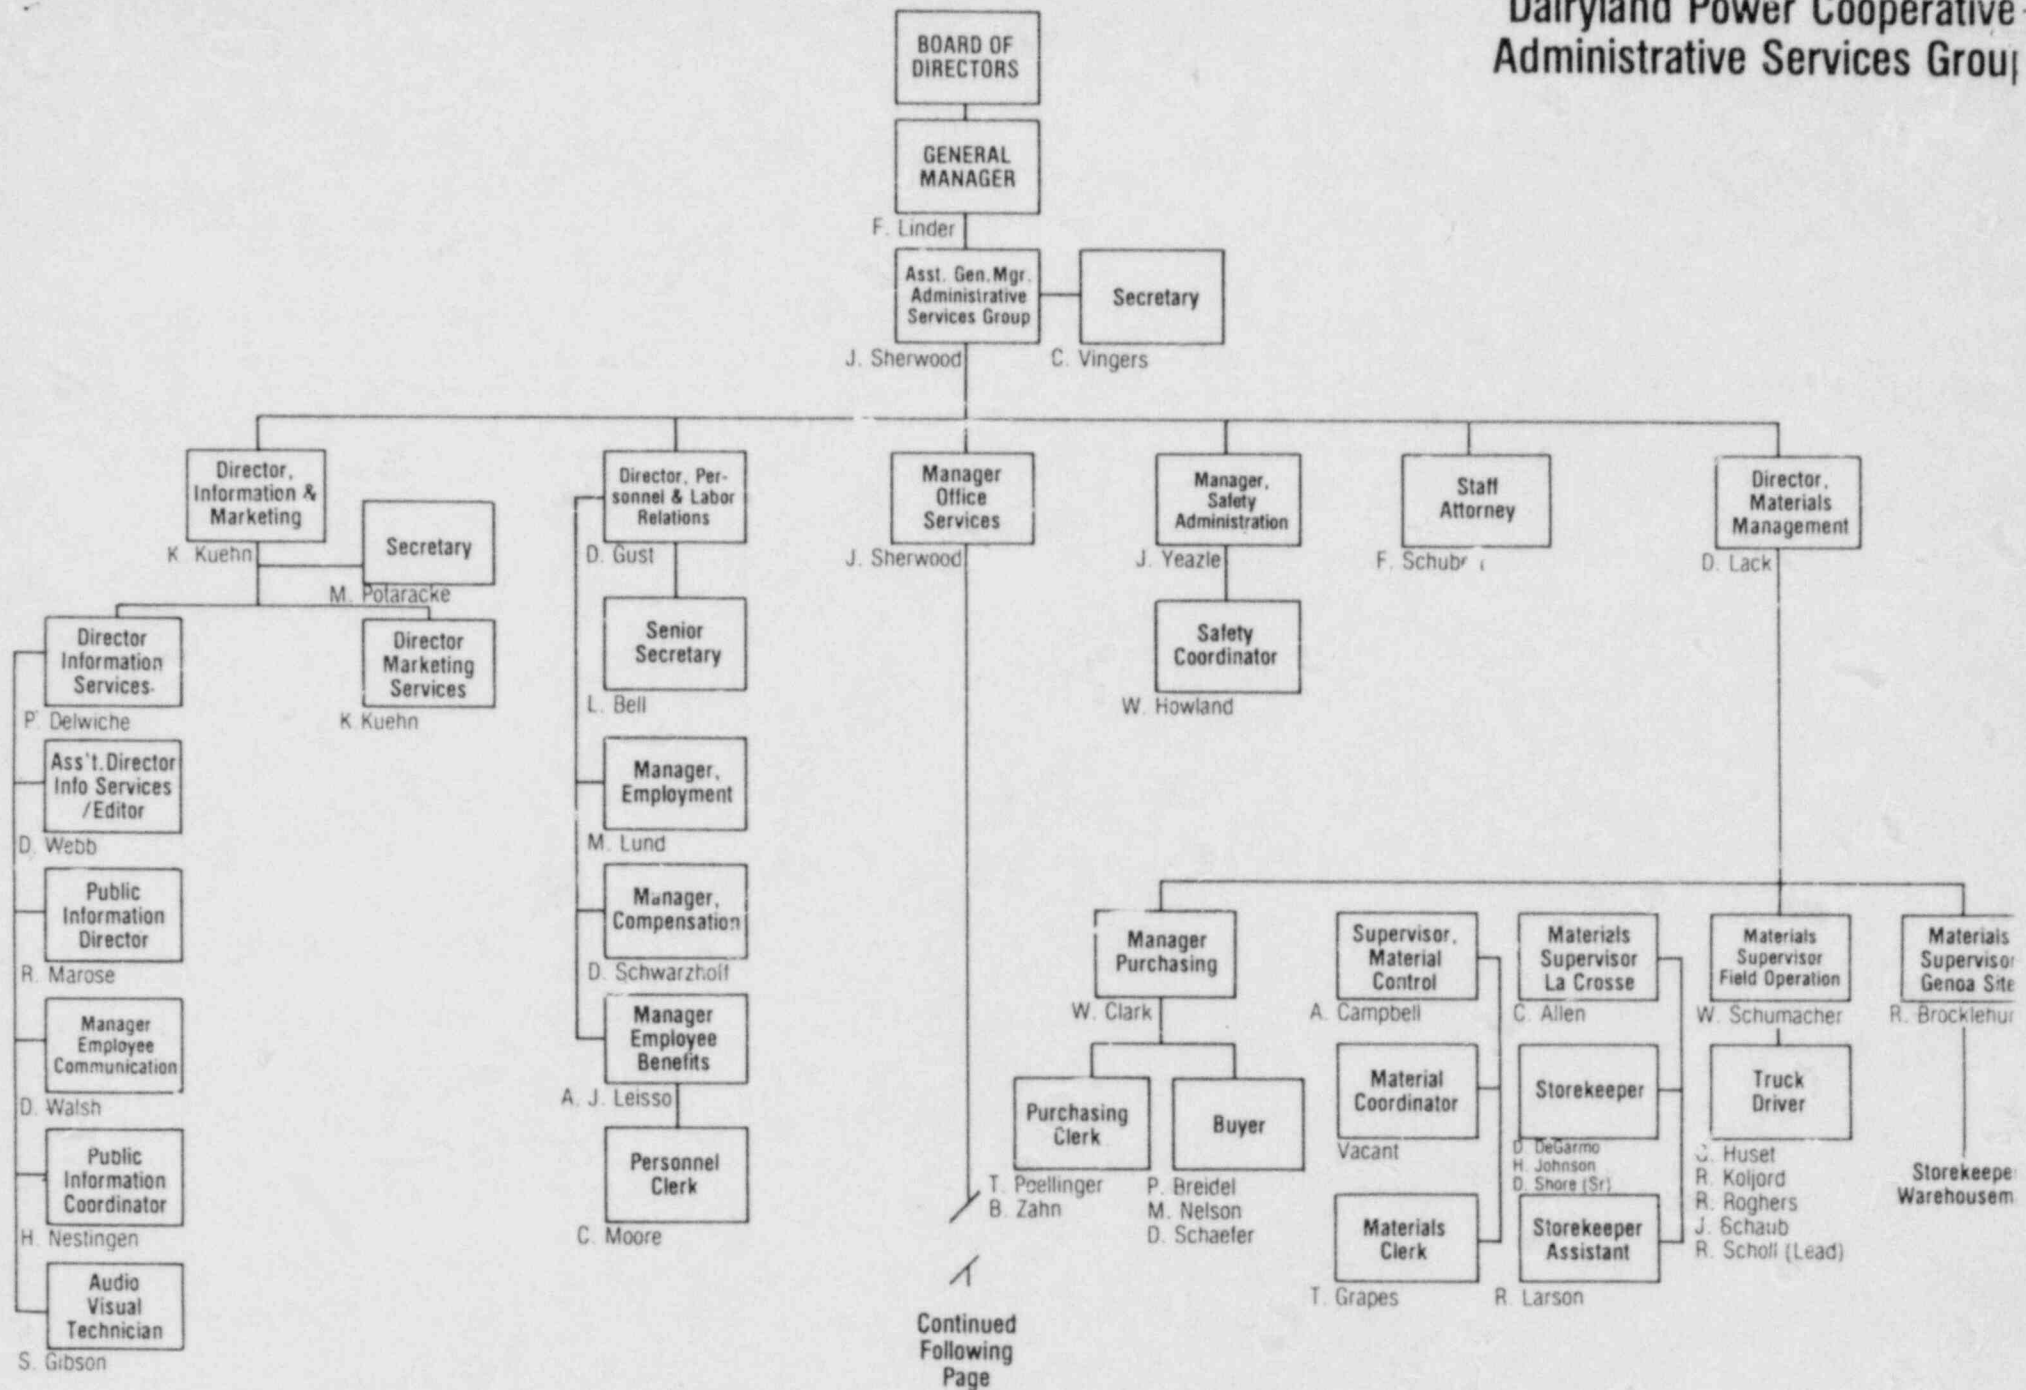 Dairyland Power Cooperative
Administrative Services
BOARD OF
DIRECTORS
GENERAL
MANAGER
F. Linder
Asst. Gen. Mgr.
Administrative
Services Group
J. Sherwood
Secretary
C. Vingers
Director,
Information &
Marketing
K. Kuehn
Secretary
M. Potaracke
Director
Information
Services
P. Delwiche
Director
Marketing
Services
K. Kuehn
Ass't. Director
Info Services
/Editor
D. Webb
Public
Information
Director
R. Marose
Manager
Employee
Communication
D. Walsh
Public
Information
Coordinator
H. Nestingen
Audio
Visual
Technician
S. Gibson
Director, Per-
sonnel & Labor
Relations
D. Gust
Senior
Secretary
L. Bell
Manager,
Employment
M. Lund
Manager,
Compensation
D. Schwarzhoff
Manager
Employee
Benefits
A. J. Leisso
Personnel
Clerk
C. Moore
Manager
Office
Services
J. Sherwood
Continued
Following
Page
Manager,
Safety
Administration
J. Yeazle
Safety
Coordinator
W. Howland
Staff
Attorney
F.
Director,
Materials
Management
D. Lack
Manager
Purchasing
W. Clark
Purchasing
Clerk
T. Poellinger
B. Zahn
Buyer
P. Breidel
M. Nelson
D. Schaefer
Supervisor,
Material
Control
A. Campbell
Material
Coordinator
Vacant
Materials
Clerk
T. Grapes
Materials
Supervisor
La Crosse
C. Allen
Storekeeper
D. DeGarmo
H. Johnson
D. Shore (Sr)
Storekeeper
Assistant
R. Larson
Materials
Supervisor
Field Operation
W. Schumacher
Truck
Driver
Huset
R. Koljord
R. Roghers
J. Schaub
R. Scholl (Lead)
Materials
Supervisor
Genoa Site
R. Brocklehur
Storekeepe
Warehousem